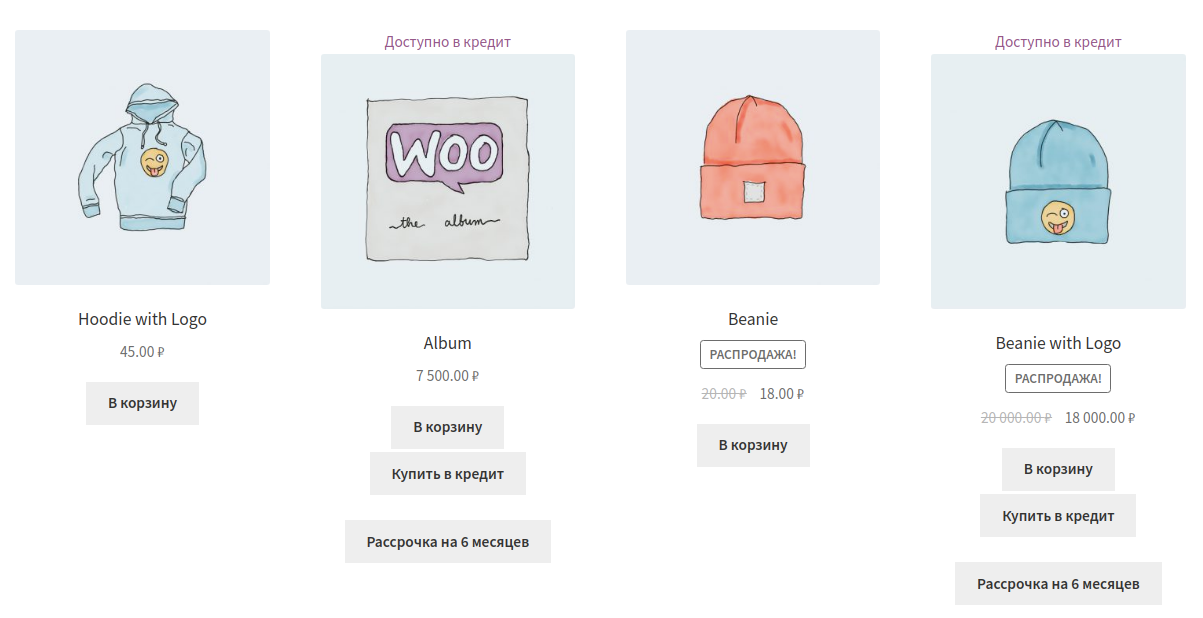 Hoodie with Logo
45.00 ₽
В корзину
Доступно в кредит
WOO
the album
Album
7 500.00 ₽
В корзину
Купить в кредит
Рассрочка на 6 месяцев
Beanie
РАСПРОДАЖА!
20.00 ₽ 18.00 ₽
В корзину
Доступно в кредит
Beanie with Logo
РАСПРОДАЖА!
20 000.00 ₽ 18 000.00 ₽
В корзину
Купить в кредит
Рассрочка на 6 месяцев